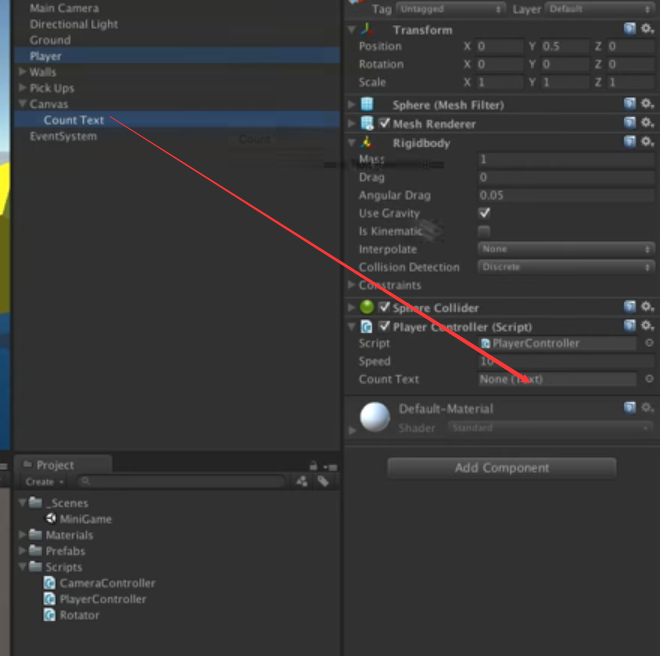 Main Camera
Directional Light
Ground
Player
Walls
Pick Ups
Canvas
Count Text
EventSystem
Count
Tag Untagged Layer Default
Transform
Position X 0 Y 0.5 Z 0
Rotation X 0 Y 0 Z 0
Scale X 1 Y 1 Z 1
Sphere (Mesh Filter)
Mesh Renderer
Rigidbody
Mass 1
Drag 0
Angular Drag 0.05
Use Gravity
Is Kinematic
Interpolate None
Collision Detection Discrete
Constraints
Sphere Collider
Player Controller (Script)
Script PlayerController
Speed 10
Count Text None (Text)
Default-Material
Shader Standard
Add Component
Project
Create
_Scenes
MiniGame
Materials
Prefabs
Scripts
CameraController
PlayerController
Rotator